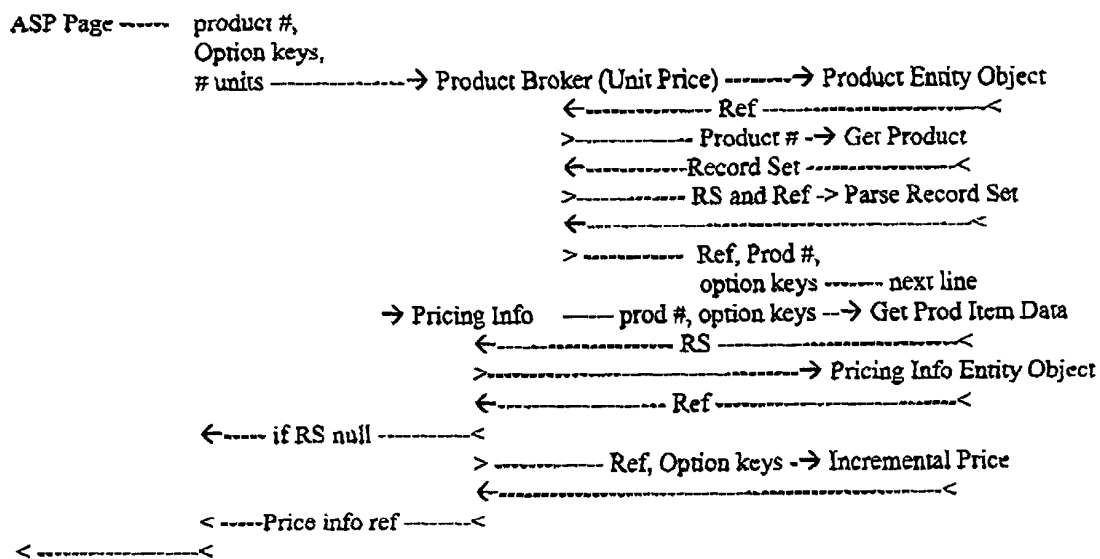 ASP Page ------ product #,
Option keys,
# units ----------------→ Product Broker (Unit Price) --------→ Product Entity Object
←-------------- Ref -----------------------<
>------------- Product # -→ Get Product
←------------Record Set ----------------<
>----------- RS and Ref -> Parse Record Set
←---------------------------------------------<
>----------- Ref, Prod #,
option keys ------- next line
→ Pricing Info ------ prod #, option keys --→ Get Prod Item Data
←-------------------- RS -----------------------<
>-----------------------------------→ Pricing Info Entity Object
←------------------- Ref-----------------------<
←----- if RS null ----------<
>----------- Ref, Option keys -→ Incremental Price
←---------------------------------------------<
< -----Price info ref -------<
< -----------------<